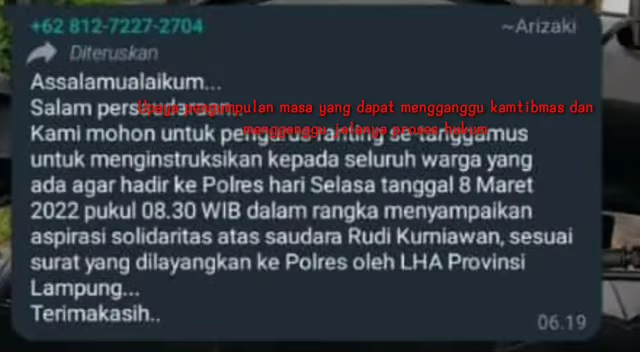 +62 812-7227-2704
~Arizaki
Diteruskan
Assalamualaikum...
Salam persaudaraan...
Upaya pengumpulan masa yang dapat mengganggu kamtibmas dan
mengganggu jalanya proses hukum
Kami mohon untuk pengurus ranting se tanggamus
untuk menginstruksikan kepada seluruh warga yang
ada agar hadir ke Polres hari Selasa tanggal 8 Maret
2022 pukul 08.30 WIB dalam rangka menyampaikan
aspirasi solidaritas atas saudara Rudi Kurniawan, sesuai
surat yang dilayangkan ke Polres oleh LHA Provinsi
Lampung...
Terimakasih..
06.19